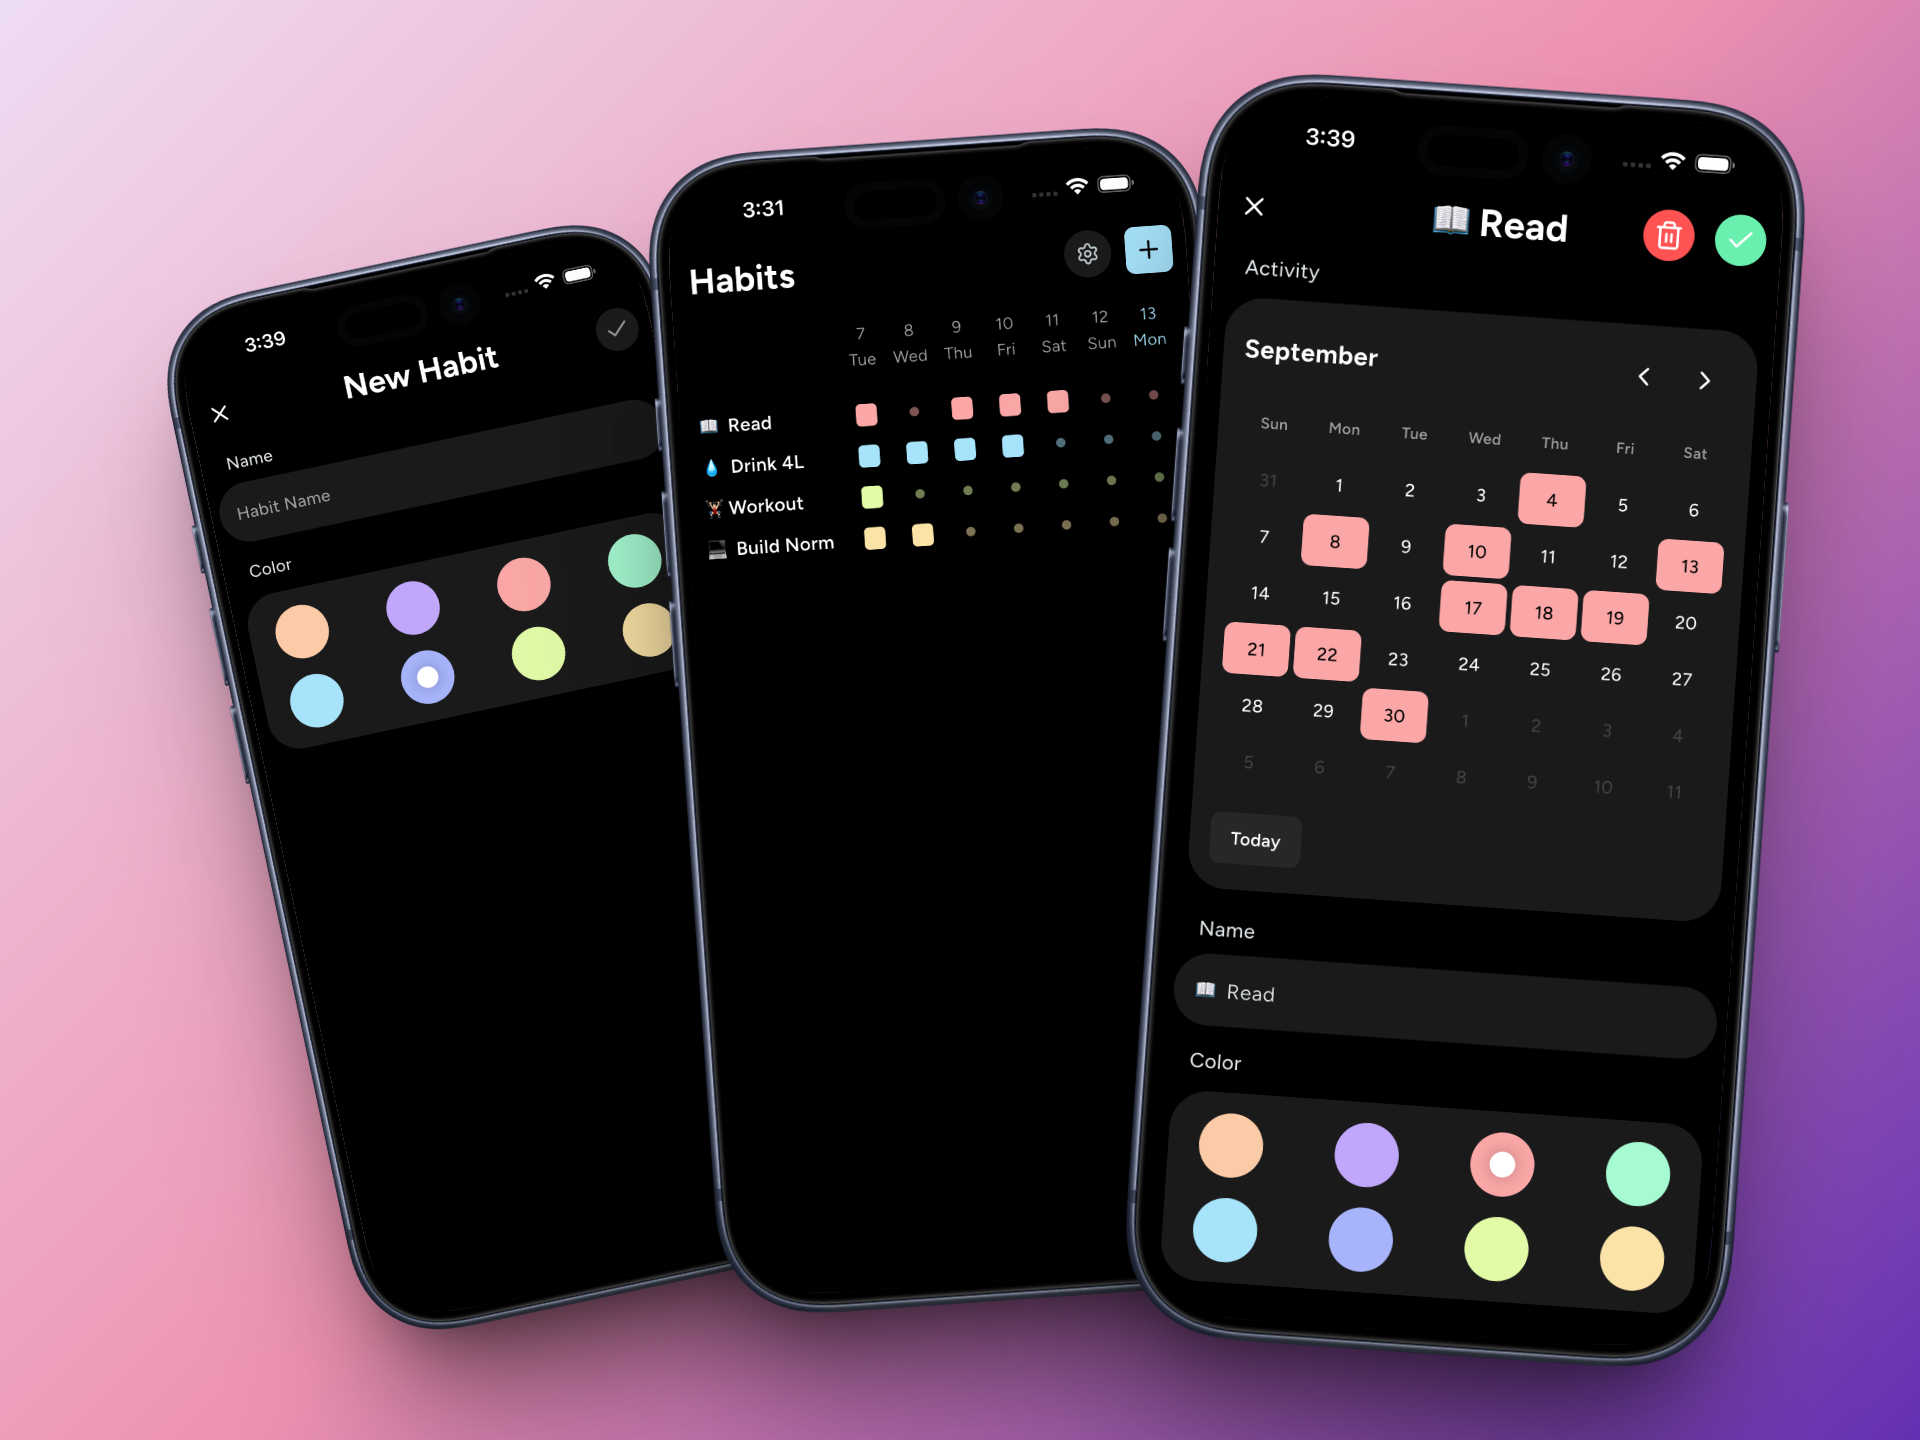 3:39
New Habit
Name
Habit Name
Color
3:31
Habits
7 8 9 10 11 12 13
Tue Wed Thu Fri Sat Sun Mon
📖 Read
💧 Drink 4L
🏋️ Workout
💻 Build Norm
3:39
📖 Read
Activity
September
Sun Mon Tue Wed Thu Fri Sat
31 1 2 3 4 5 6
7 8 9 10 11 12 13
14 15 16 17 18 19 20
21 22 23 24 25 26 27
28 29 30 1 2 3 4
5 6 7 8 9 10 11
Today
Name
📖 Read
Color